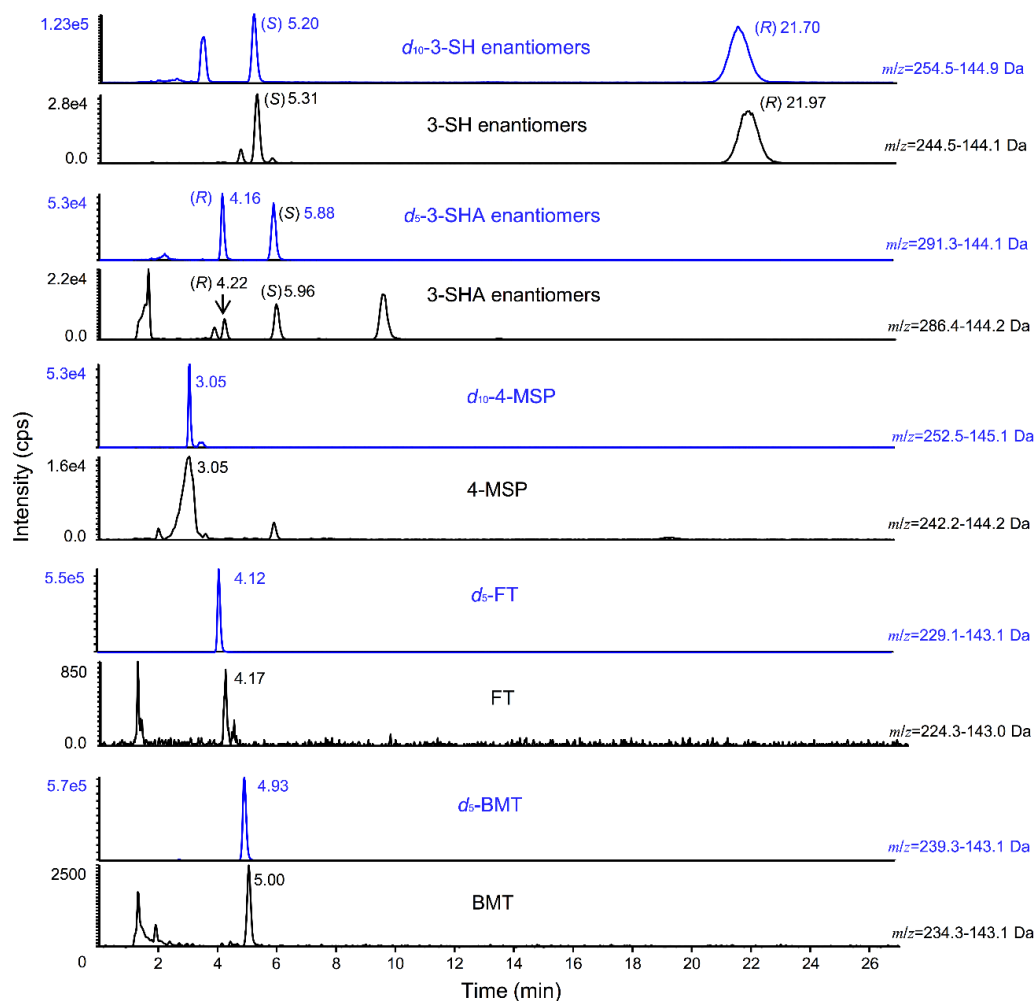 1.23e5
(S) 5.20
(R) 21.70
d10-3-SH enantiomers
m/z=254.5-144.9 Da
2.8e4
(S) 5.31
(R) 21.97
3-SH enantiomers
0.0
m/z=244.5-144.1 Da
5.3e4
(R) 4.16
(S) 5.88
d5-3-SHA enantiomers
m/z=291.3-144.1 Da
2.2e4
(R) 4.22
(S) 5.96
3-SHA enantiomers
0.0
m/z=286.4-144.2 Da
5.3e4
3.05
d10-4-MSP
m/z=252.5-145.1 Da
1.6e4
3.05
4-MSP
0.0
m/z=242.2-144.2 Da
5.5e5
4.12
d5-FT
m/z=229.1-143.1 Da
850
4.17
FT
0.0
m/z=224.3-143.0 Da
5.7e5
4.93
d5-BMT
m/z=239.3-143.1 Da
2500
5.00
BMT
0
m/z=234.3-143.1 Da
2 4 6 8 10 12 14 16 18 20 22 24 26
Time (min)
Intensity (cps)